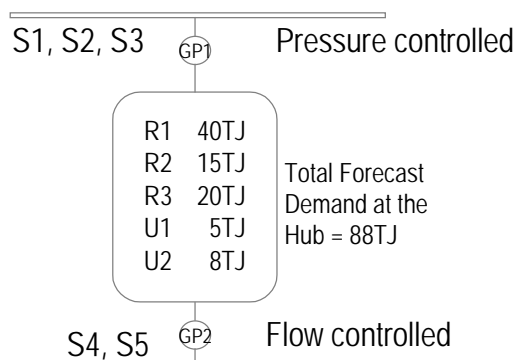 S1, S2, S3 GP1 Pressure controlled
R1 40TJ
R2 15TJ
R3 20TJ
U1 5TJ
U2 8TJ
Total Forecast
Demand at the
Hub = 88TJ
S4, S5 GP2 Flow controlled